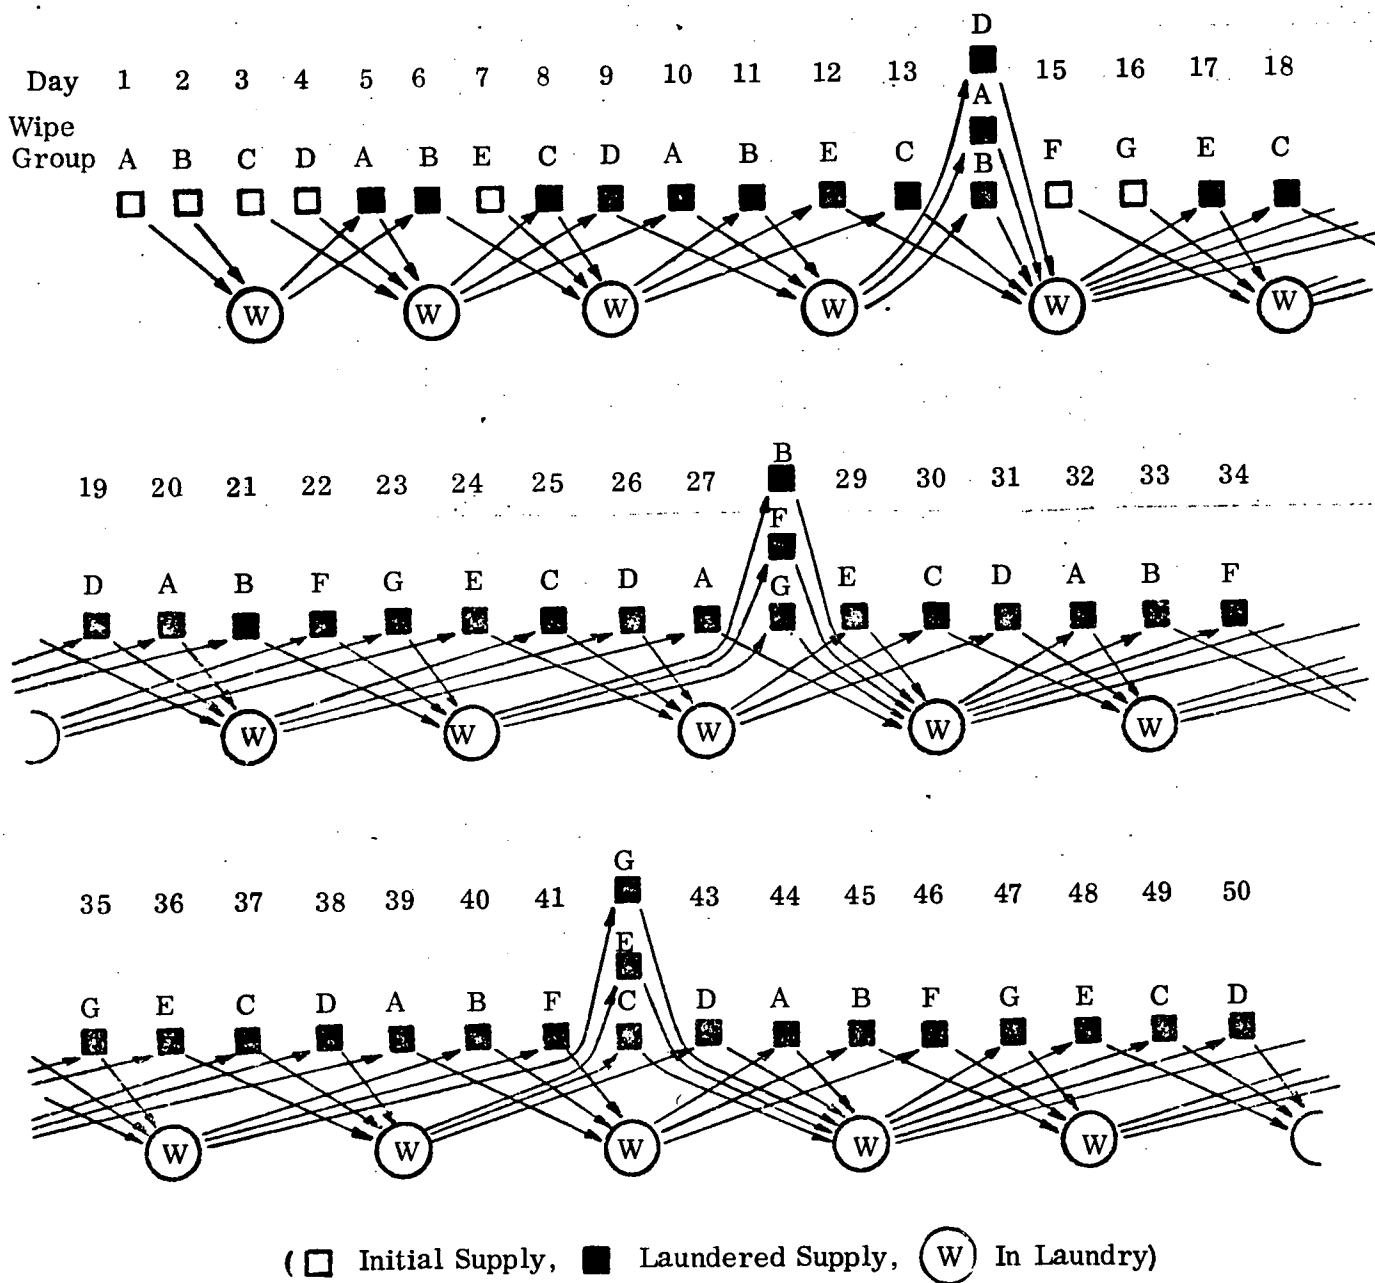 D
Day 1 2 3 4 5 6 7 8 9 10 11 12 13 15 16 17 18
A
Wipe
Group A B C D A B E C D A B E C B F G E C
W W W W W W
B
19 20 21 22 23 24 25 26 27 29 30 31 32 33 34
F
D A B F G E C D A G E C D A B F
W W W W W
G
35 36 37 38 39 40 41 43 44 45 46 47 48 49 50
E
G E C D A B F C D A B F G E C D
W W W W W
( Initial Supply, Laundered Supply, W In Laundry)